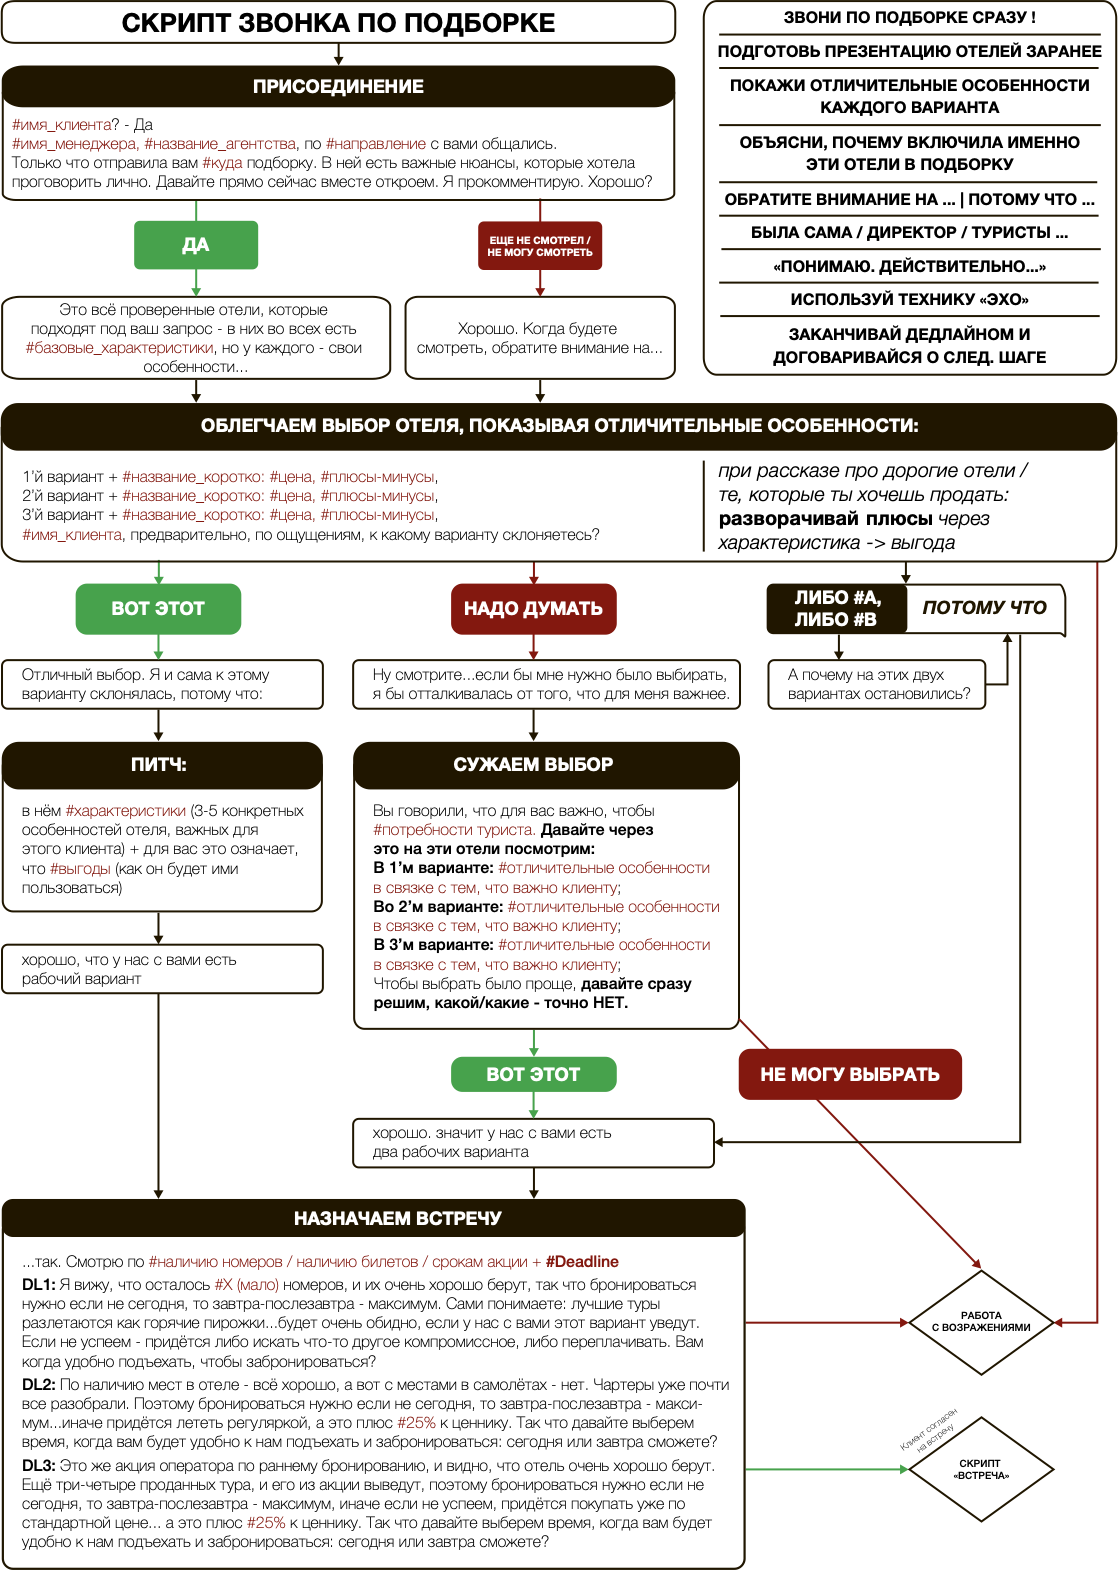 СКРИПТ ЗВОНКА ПО ПОДБОРКЕ
ПРИСОЕДИНЕНИЕ
#имя_клиента? - Да
#имя_менеджера, #название_агентства, по #направление с вами общались.
Только что отправила вам #куда подборку. В ней есть важные нюансы, которые хотела
проговорить лично. Давайте прямо сейчас вместе откроем. Я прокомментирую. Хорошо?
ЗВОНИ ПО ПОДБОРКЕ СРАЗУ !
ПОДГОТОВЬ ПРЕЗЕНТАЦИЮ ОТЕЛЕЙ ЗАРАНЕЕ
ПОКАЖИ ОТЛИЧИТЕЛЬНЫЕ ОСОБЕННОСТИ
КАЖДОГО ВАРИАНТА
ОБЪЯСНИ, ПОЧЕМУ ВКЛЮЧИЛА ИМЕННО
ЭТИ ОТЕЛИ В ПОДБОРКУ
ОБРАТИТЕ ВНИМАНИЕ НА ... | ПОТОМУ ЧТО ...
БЫЛА САМА / ДИРЕКТОР / ТУРИСТЫ ...
«ПОНИМАЮ. ДЕЙСТВИТЕЛЬНО...»
ИСПОЛЬЗУЙ ТЕХНИКУ «ЭХО»
ЗАКАНЧИВАЙ ДЕДЛАЙНОМ И
ДОГОВАРИВАЙСЯ О СЛЕД. ШАГЕ
ДА
ЕЩЕ НЕ СМОТРЕЛ /
НЕ МОГУ СМОТРЕТЬ
Это всё проверенные отели, которые
подходят под ваш запрос - в них во всех есть
#базовые_характеристики, но у каждого - свои
особенности...
Хорошо. Когда будете
смотреть, обратите внимание на...
ОБЛЕГЧАЕМ ВЫБОР ОТЕЛЯ, ПОКАЗЫВАЯ ОТЛИЧИТЕЛЬНЫЕ ОСОБЕННОСТИ:
1’й вариант + #название_коротко: #цена, #плюсы-минусы,
2’й вариант + #название_коротко: #цена, #плюсы-минусы,
3’й вариант + #название_коротко: #цена, #плюсы-минусы,
#имя_клиента, предварительно, по ощущениям, к какому варианту склоняетесь?
при рассказе про дорогие отели /
те, которые ты хочешь продать:
разворачивай плюсы через
характеристика -> выгода
ВОТ ЭТОТ
НАДО ДУМАТЬ
ЛИБО #А,
ЛИБО #В
ПОТОМУ ЧТО
Отличный выбор. Я и сама к этому
варианту склонялась, потому что:
Ну смотрите...если бы мне нужно было выбирать,
я бы отталкивалась от того, что для меня важнее.
А почему на этих двух
вариантах остановились?
ПИТЧ:
в нём #характеристики (3-5 конкретных
особенностей отеля, важных для
этого клиента) + для вас это означает,
что #выгоды (как он будет ими
пользоваться)
хорошо, что у нас с вами есть
рабочий вариант
СУЖАЕМ ВЫБОР
Вы говорили, что для вас важно, чтобы
#потребности туриста. Давайте через
это на эти отели посмотрим:
В 1’м варианте: #отличительные особенности
в связке с тем, что важно клиенту;
Во 2’м варианте: #отличительные особенности
в связке с тем, что важно клиенту;
В 3’м варианте: #отличительные особенности
в связке с тем, что важно клиенту;
Чтобы выбрать было проще, давайте сразу
решим, какой/какие - точно НЕТ.
ВОТ ЭТОТ
НЕ МОГУ ВЫБРАТЬ
хорошо. значит у нас с вами есть
два рабочих варианта
НАЗНАЧАЕМ ВСТРЕЧУ
...так. Смотрю по #наличию номеров / наличию билетов / срокам акции + #Deadline
DL1: Я вижу, что осталось #X (мало) номеров, и их очень хорошо берут, так что бронироваться
нужно если не сегодня, то завтра-послезавтра - максимум. Сами понимаете: лучшие туры
разлетаются как горячие пирожки...будет очень обидно, если у нас с вами этот вариант уведут.
Если не успеем - придётся либо искать что-то другое компромиссное, либо переплачивать. Вам
когда удобно подъехать, чтобы забронироваться?
DL2: По наличию мест в отеле - всё хорошо, а вот с местами в самолётах - нет. Чартеры уже почти
все разобрали. Поэтому бронироваться нужно если не сегодня, то завтра-послезавтра - макси-
мум...иначе придётся лететь регуляркой, а это плюс #25% к ценнику. Так что давайте выберем
время, когда вам будет удобно к нам подъехать и забронироваться: сегодня или завтра сможете?
DL3: Это же акция оператора по раннему бронированию, и видно, что отель очень хорошо берут.
Ещё три-четыре проданных тура, и его из акции выведут, поэтому бронироваться нужно если не
сегодня, то завтра-послезавтра - максимум, иначе если не успеем, придётся покупать уже по
стандартной цене... а это плюс #25% к ценнику. Так что давайте выберем время, когда вам будет
удобно к нам подъехать и забронироваться: сегодня или завтра сможете?
РАБОТА
С ВОЗРАЖЕНИЯМИ
Клиент согласен
на встречу
СКРИПТ
«ВСТРЕЧА»